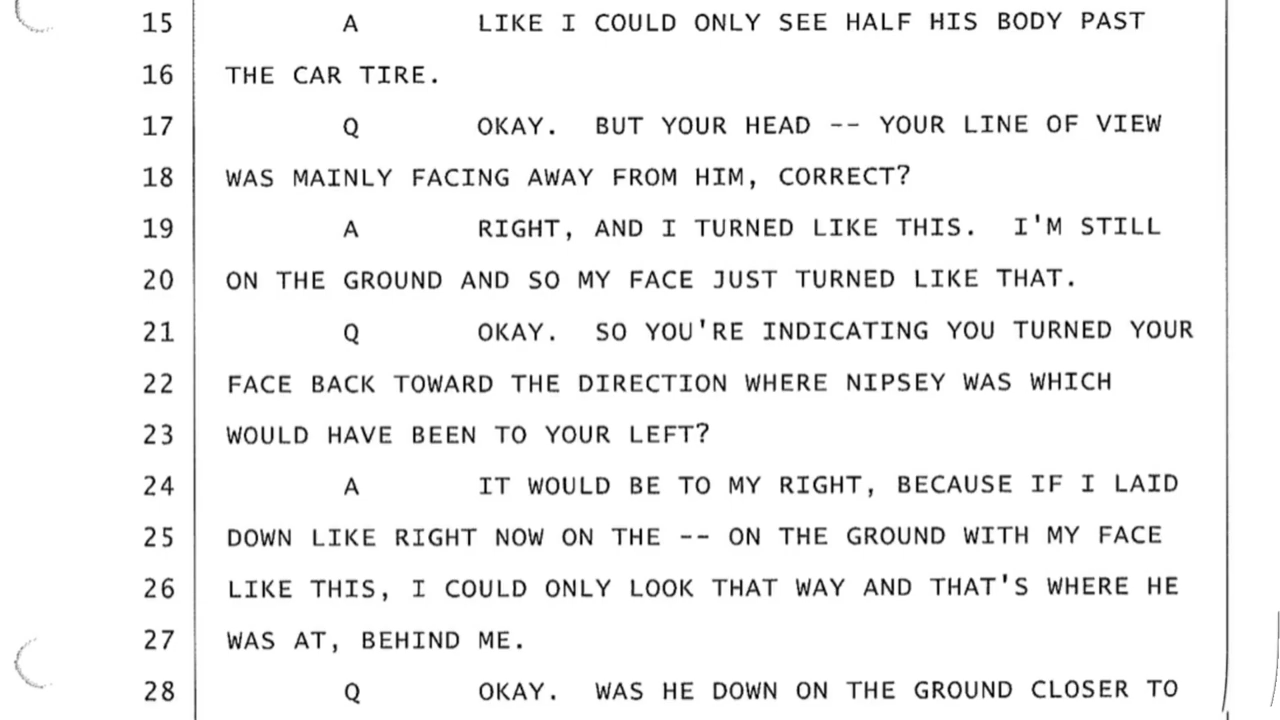 15 A LIKE I COULD ONLY SEE HALF HIS BODY PAST
16 THE CAR TIRE.
17 Q OKAY. BUT YOUR HEAD -- YOUR LINE OF VIEW
18 WAS MAINLY FACING AWAY FROM HIM, CORRECT?
19 A RIGHT, AND I TURNED LIKE THIS. I'M STILL
20 ON THE GROUND AND SO MY FACE JUST TURNED LIKE THAT.
21 Q OKAY. SO YOU'RE INDICATING YOU TURNED YOUR
22 FACE BACK TOWARD THE DIRECTION WHERE NIPSEY WAS WHICH
23 WOULD HAVE BEEN TO YOUR LEFT?
24 A IT WOULD BE TO MY RIGHT, BECAUSE IF I LAID
25 DOWN LIKE RIGHT NOW ON THE -- ON THE GROUND WITH MY FACE
26 LIKE THIS, I COULD ONLY LOOK THAT WAY AND THAT'S WHERE HE
27 WAS AT, BEHIND ME.
28 Q OKAY. WAS HE DOWN ON THE GROUND CLOSER TO